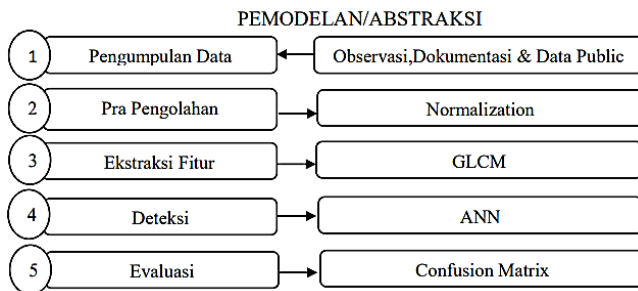 PEMODELAN/ABSTRAKSI
1 Pengumpulan Data Observasi,Dokumentasi & Data Public
2 Pra Pengolahan Normalization
3 Ekstraksi Fitur GLCM
4 Deteksi ANN
5 Evaluasi Confusion Matrix